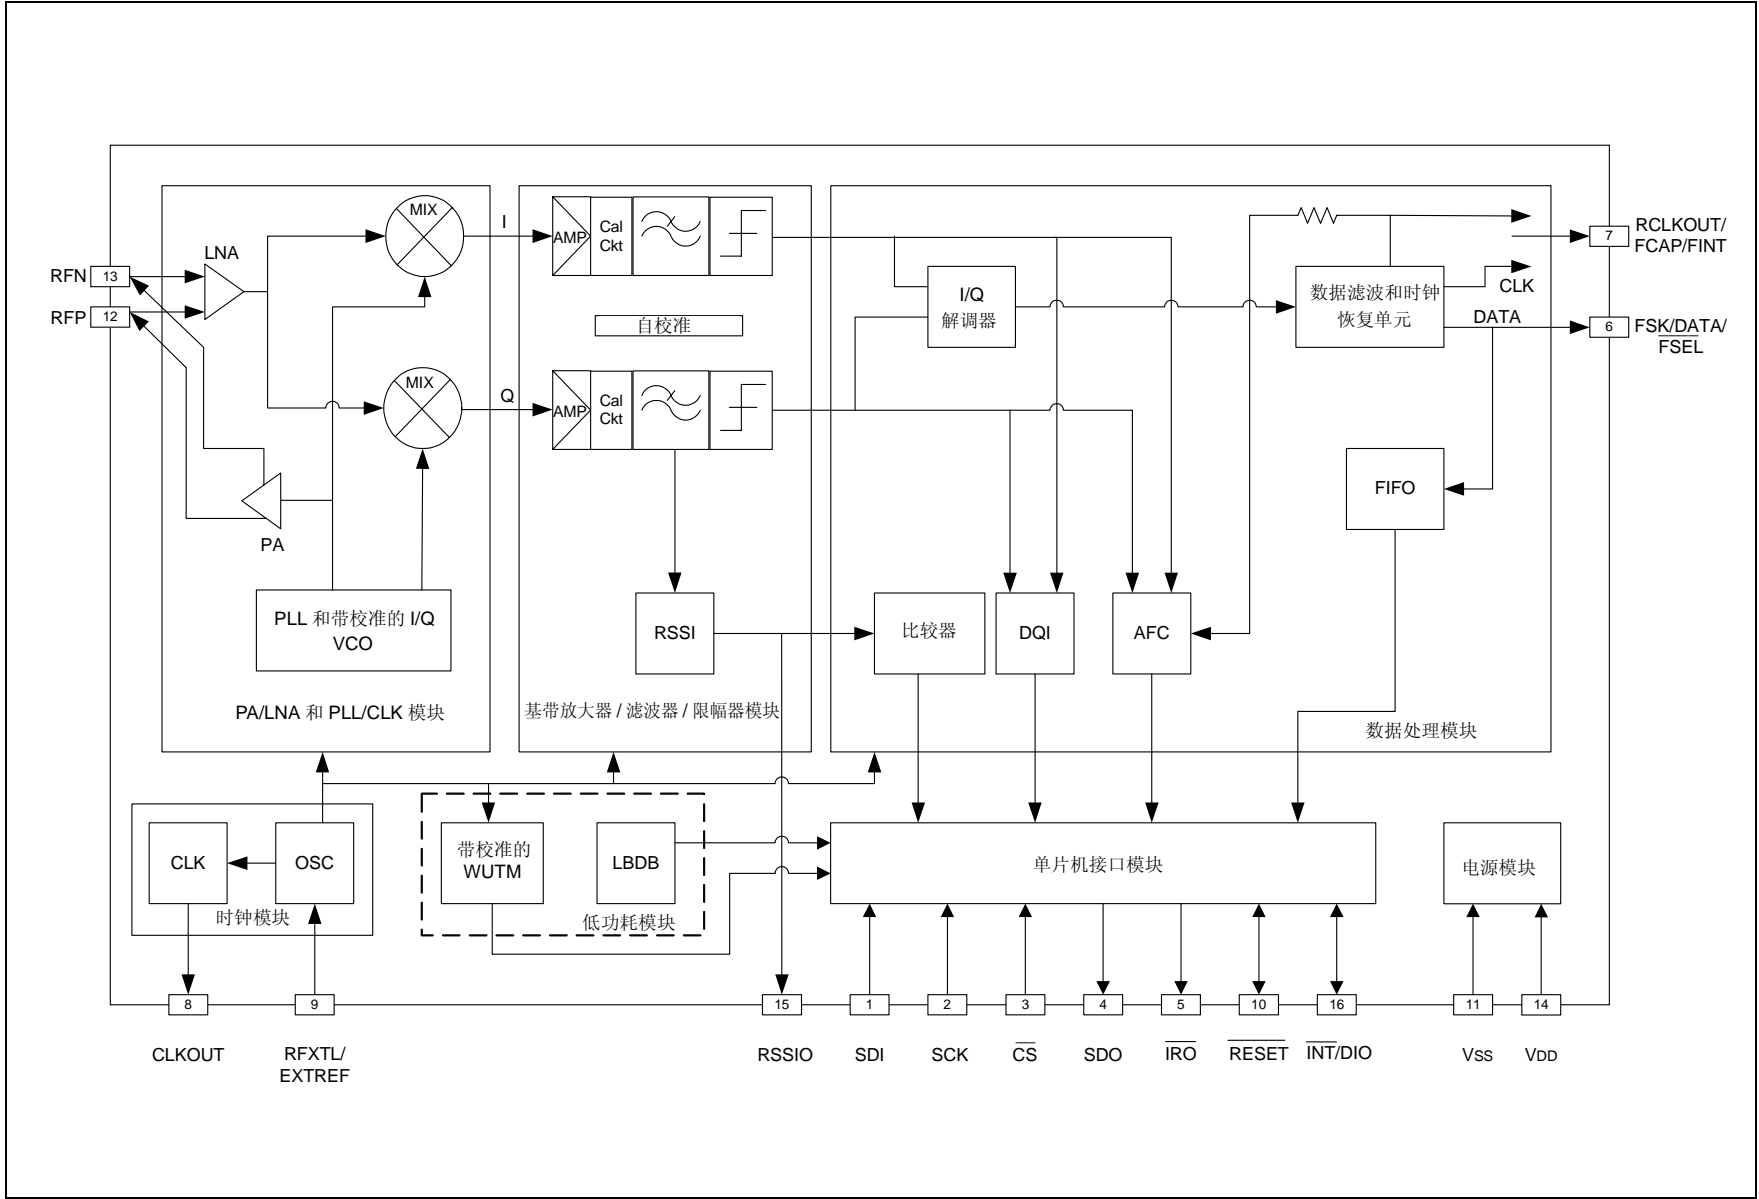 MIX
I
AMP
Cal
Ckt
LNA
RFN
13
RFP
12
自校准
I/Q
解调器
数据滤波和时钟
恢复单元
CLK
DATA
7
RCLKOUT/
FCAP/FINT
6
FSK/DATA/
FSEL
MIX
Q
AMP
Cal
Ckt
PA
FIFO
PLL 和带校准的 I/Q
VCO
RSSI
比较器
DQI
AFC
PA/LNA 和 PLL/CLK 模块
基带放大器 / 滤波器 / 限幅器模块
数据处理模块
CLK
OSC
时钟模块
带校准的
WUTM
LBDB
低功耗模块
单片机接口模块
电源模块
8
9
15
1
2
3
4
5
10
16
11
14
CLKOUT
RFXTL/
EXTREF
RSSIO
SDI
SCK
CS
SDO
IRO
RESET
INT/DIO
VSS
VDD